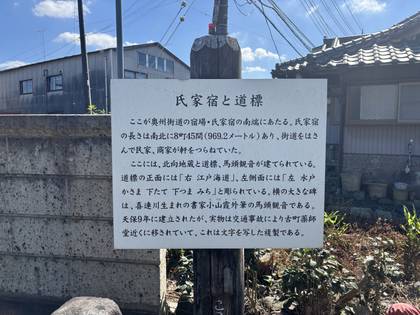 氏家宿と道標
ここが奥州街道の宿場・氏家宿の南端にあたる。氏家宿
の長さは南北に8町45間（969.2メートル）あり、街道をはさ
んで民家、商家が軒をつらねていた。
ここには、北向地蔵と道標、馬頭観音が建てられている。
道標の正面には「右 江戸海道」、左側面には「左 水戸
かさま 下たて 下つま みち」と彫られている。横の大きな碑
は、喜連川生まれの書家小山霞外筆の馬頭観音である。
天保9年に建立されたが、実物は交通事故により古町薬師
堂近くに移されていて、これは文字を写した複製である。